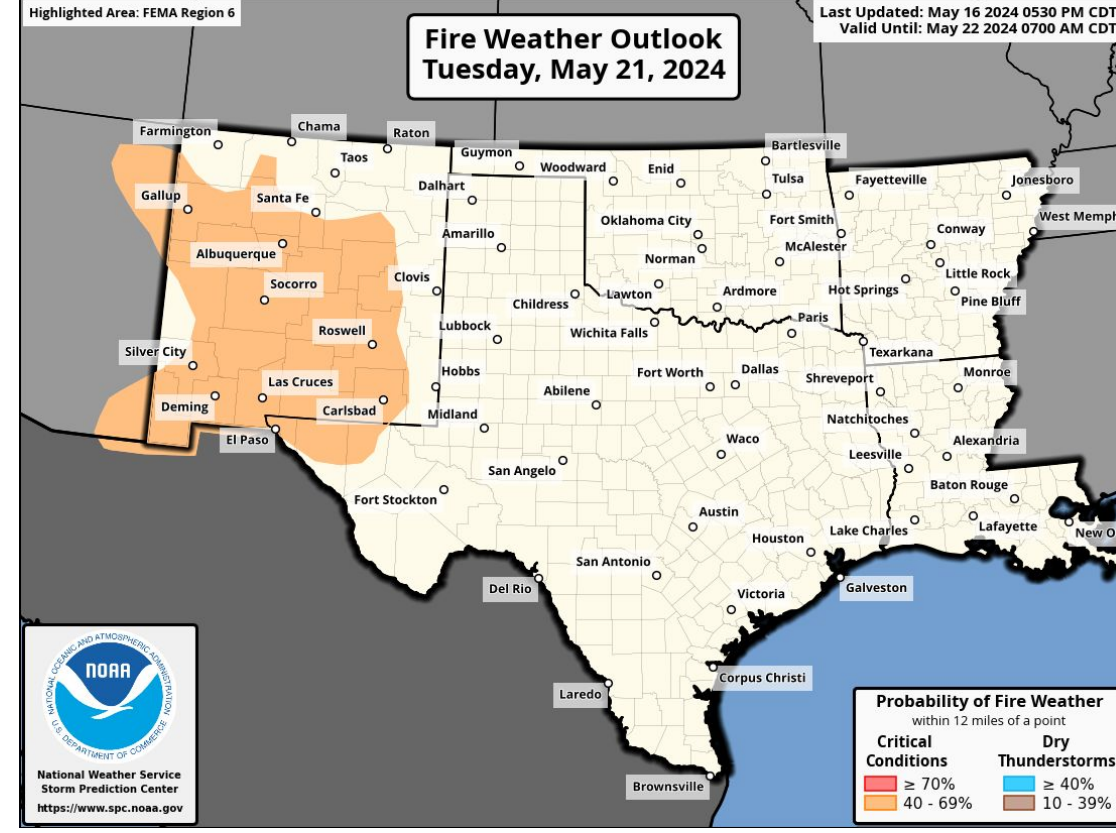 Highlighted Area: FEMA Region 6
Last Updated: May 16 2024 0530 PM CDT
Valid Until: May 22 2024 0700 AM CDT
Fire Weather Outlook
Tuesday, May 21, 2024
Farmington
Chama
Raton
Taos
Guymon
Woodward
Enid
Bartlesville
Tulsa
Fayetteville
Jonesboro
Gallup
Santa Fe
Dalhart
Oklahoma City
Fort Smith
West Memph
Albuquerque
Amarillo
Norman
McAlester
Conway
Socorro
Clovis
Childress
Lawton
Ardmore
Hot Springs
Little Rock
Pine Bluff
Roswell
Lubbock
Wichita Falls
Paris
Silver City
Hobbs
Texarkana
Las Cruces
Abilene
Fort Worth
Dallas
Shreveport
Monroe
Deming
Carlsbad
Midland
Natchitoches
El Paso
Waco
Alexandria
San Angelo
Leesville
Fort Stockton
Baton Rouge
Austin
Lake Charles
Lafayette
New O
Houston
San Antonio
Del Rio
Galveston
Victoria
Laredo
Corpus Christi
Brownsville
NATIONAL OCEANIC AND ATMOSPHERIC ADMINISTRATION
NOAA
U.S. DEPARTMENT OF COMMERCE
National Weather Service
Storm Prediction Center
https://www.spc.noaa.gov
Probability of Fire Weather
within 12 miles of a point
Critical
Conditions
≥ 70%
40 - 69%
Dry
Thunderstorms
≥ 40%
10 - 39%